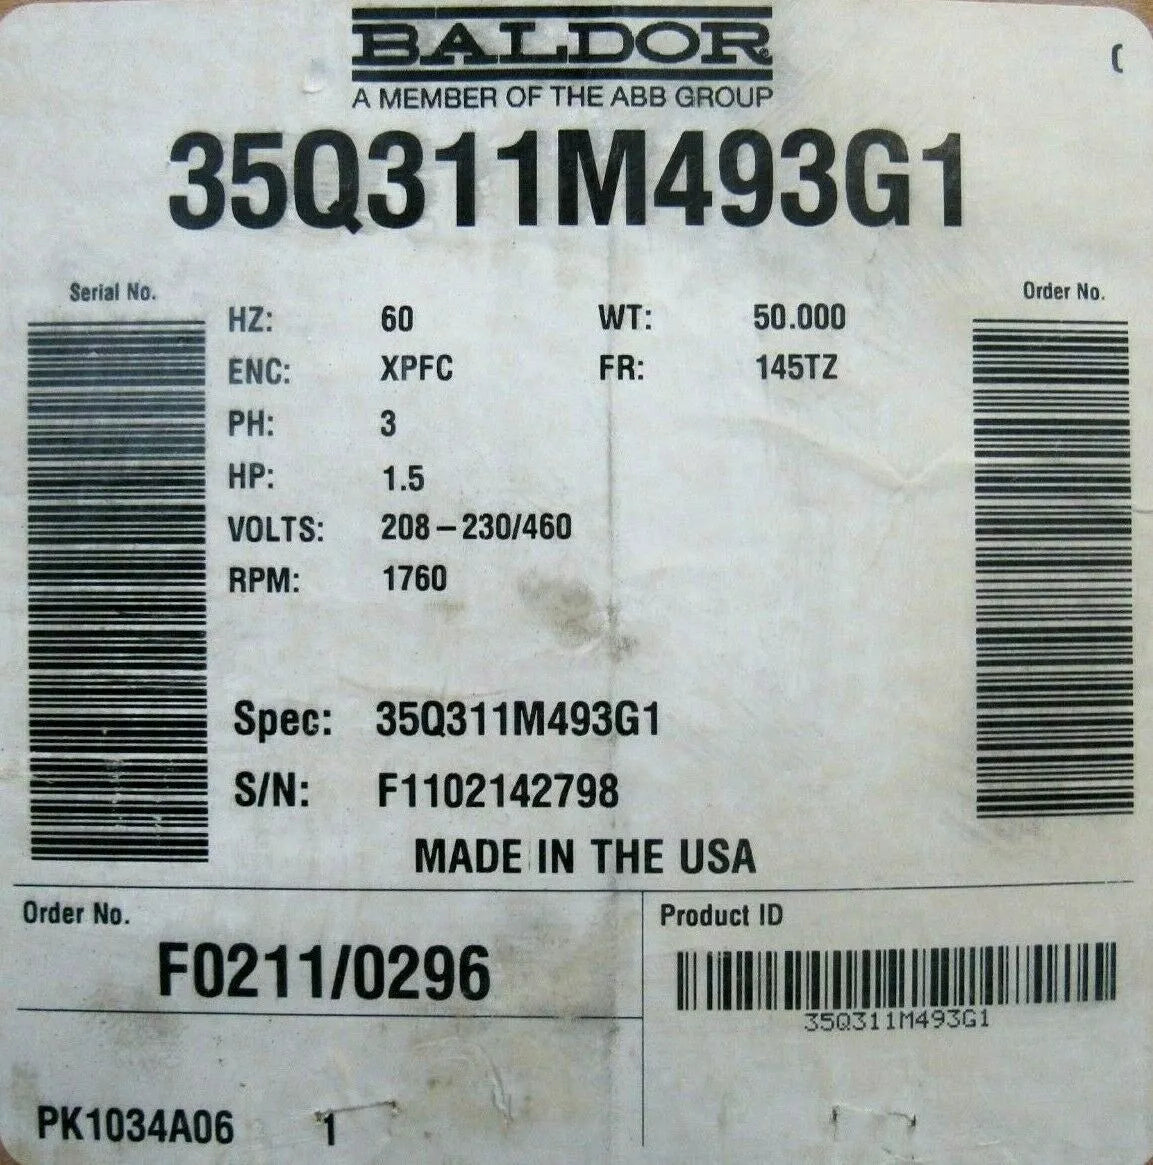 BALDOR
A MEMBER OF THE ABB GROUP
35Q311M493G1
Serial No.
Order No.
HZ: 60 WT: 50.000
ENC: XPFC FR: 145TZ
PH: 3
HP: 1.5
VOLTS: 208-230/460
RPM: 1760
Spec: 35Q311M493G1
S/N: F1102142798
MADE IN THE USA
Order No.
F0211/0296
Product ID
35Q311M493G1
PK1034A06 1